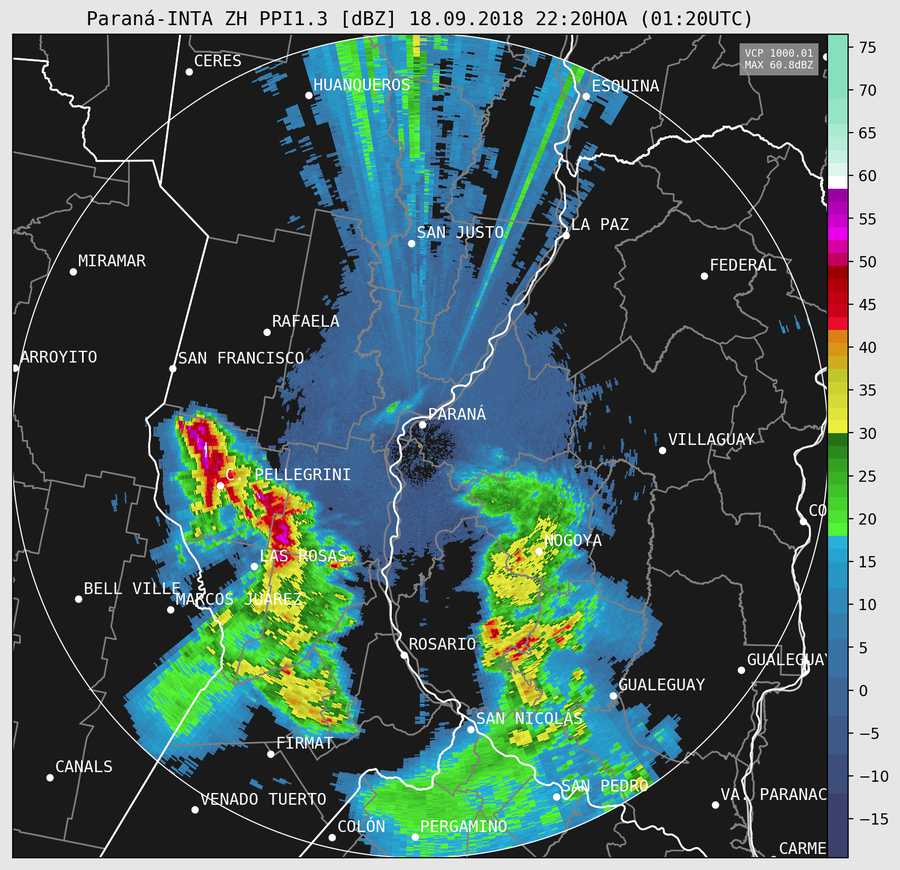 Paraná-INTA ZH PPI1.3 [dBZ] 18.09.2018 22:20HOA (01:20UTC)
VCP 1000.01
MAX 60.8dBZ
CERES
HUANQUEROS
ESQUINA
SAN JUSTO
LA PAZ
MIRAMAR
FEDERAL
RAFAELA
ARROYITO
SAN FRANCISCO
PARANÁ
VILLAGUAY
C. PELLEGRINI
CO
NOGOYA
LAS ROSAS
BELL VILLE
MARCOS JUAREZ
ROSARIO
GUALEGUAY
GUALEGUAY
SAN NICOLAS
FIRMAT
CANALS
SAN PEDRO
VENADO TUERTO
VA. PARANAC
COLÓN
PERGAMINO
CARME
75
70
65
60
55
50
45
40
35
30
25
20
15
10
5
0
−5
−10
−15